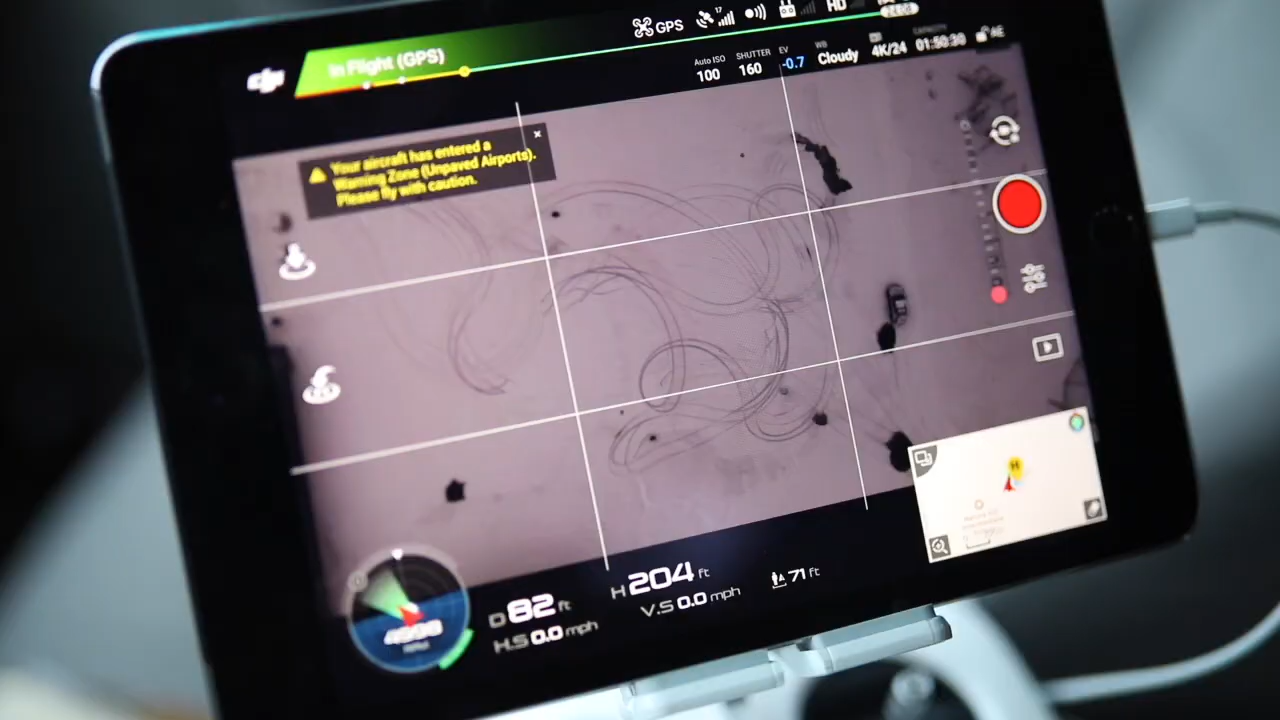 GPS
17
HD
dji
In Flight (GPS)
Auto ISO
100
SHUTTER
160
EV
-0.7
WB
Cloudy
4K/24
CAPACITY
01:50:30
AE
Your aircraft has entered a
Warning Zone (Unpaved Airports).
Please fly with caution.
H
D 82 ft
H 204 ft
71 ft
H.S 0.0 mph
V.S 0.0 mph